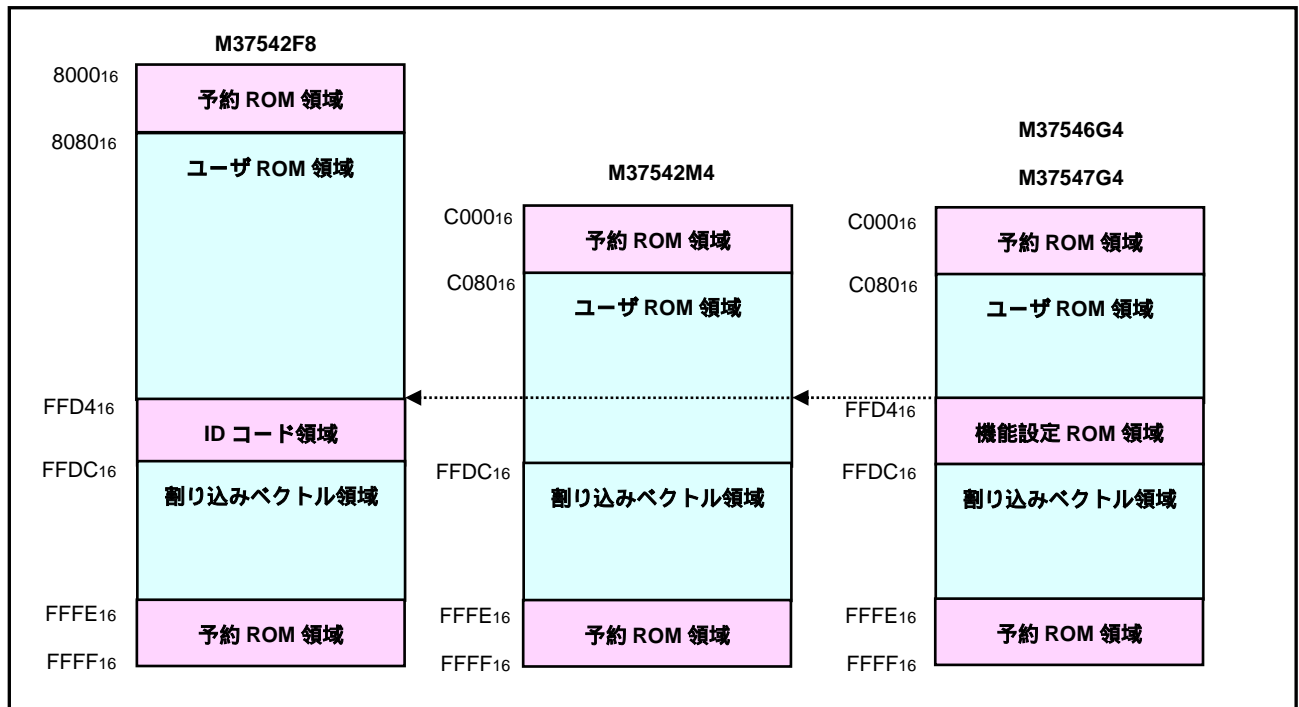 M37542F8
800016
予約 ROM 領域
808016
ユーザ ROM 領域
FFD416
ID コード領域
FFDC16
割り込みベクトル領域
FFFE16
予約 ROM 領域
FFFF16
M37542M4
C00016
予約 ROM 領域
C08016
ユーザ ROM 領域
FFDC16
割り込みベクトル領域
FFFE16
予約 ROM 領域
FFFF16
M37546G4
M37547G4
C00016
予約 ROM 領域
C08016
ユーザ ROM 領域
FFD416
機能設定 ROM 領域
FFDC16
割り込みベクトル領域
FFFE16
予約 ROM 領域
FFFF16